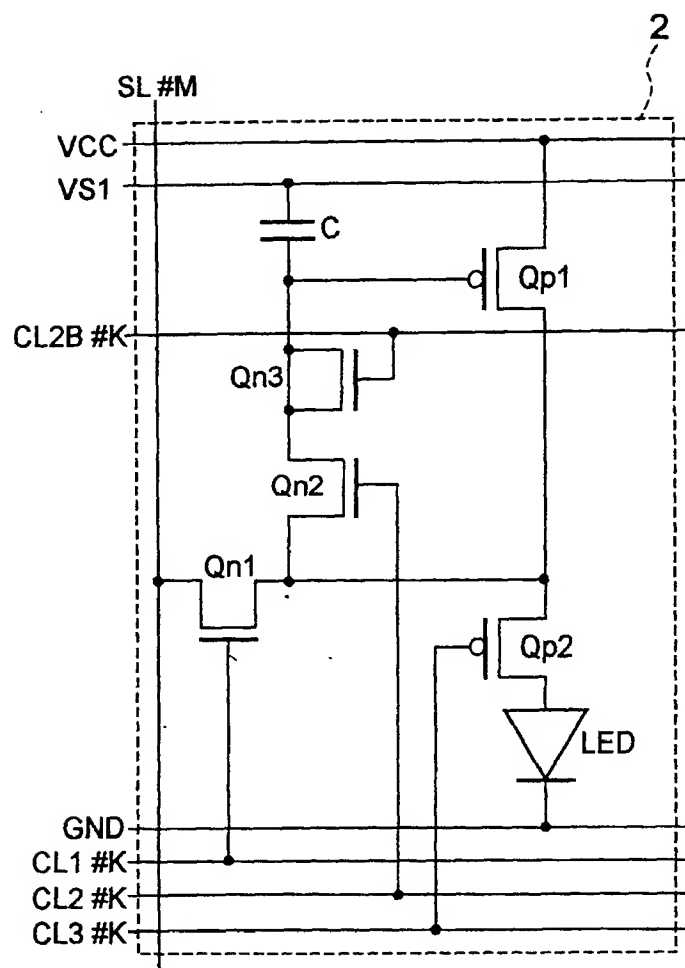 2
SL #M
VCC
VS1
C
Qp1
CL2B #K
Qn3
Qn2
Qn1
Qp2
LED
GND
CL1 #K
CL2 #K
CL3 #K